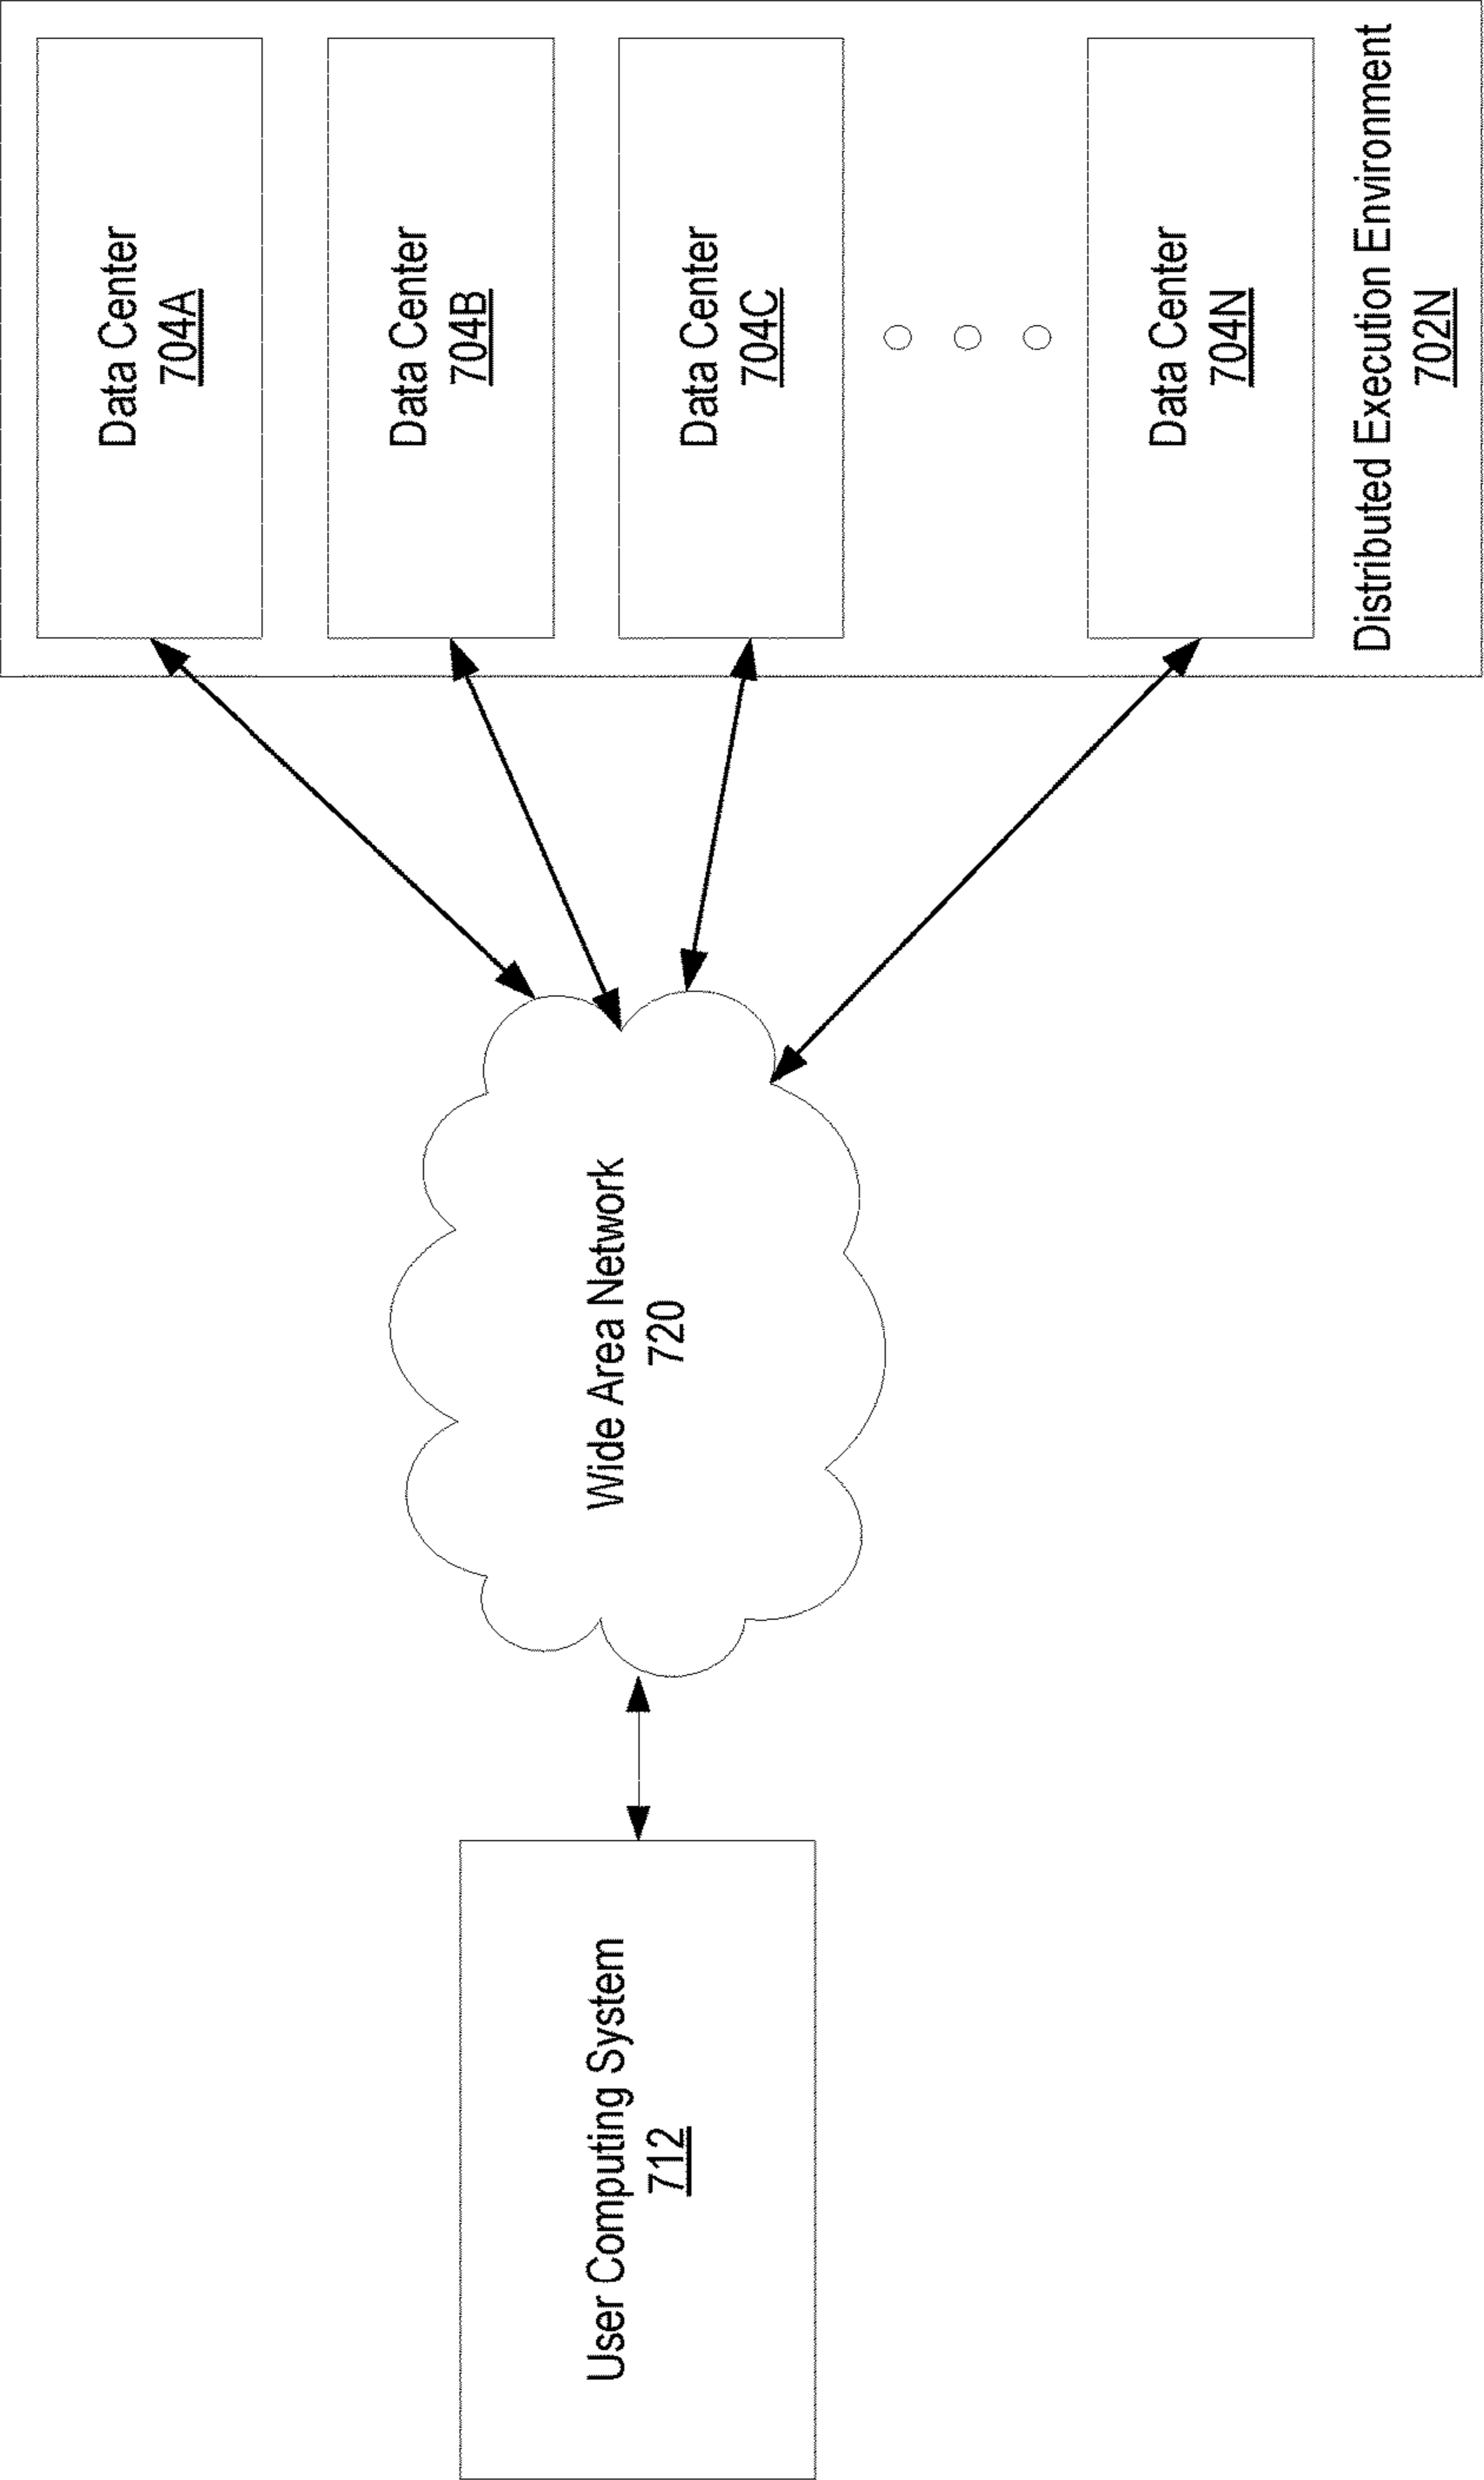 Data Center
704A
Data Center
704B
Data Center
704C
Data Center
704N
Distributed Execution Environment
702N
Wide Area Network
720
User Computing System
712